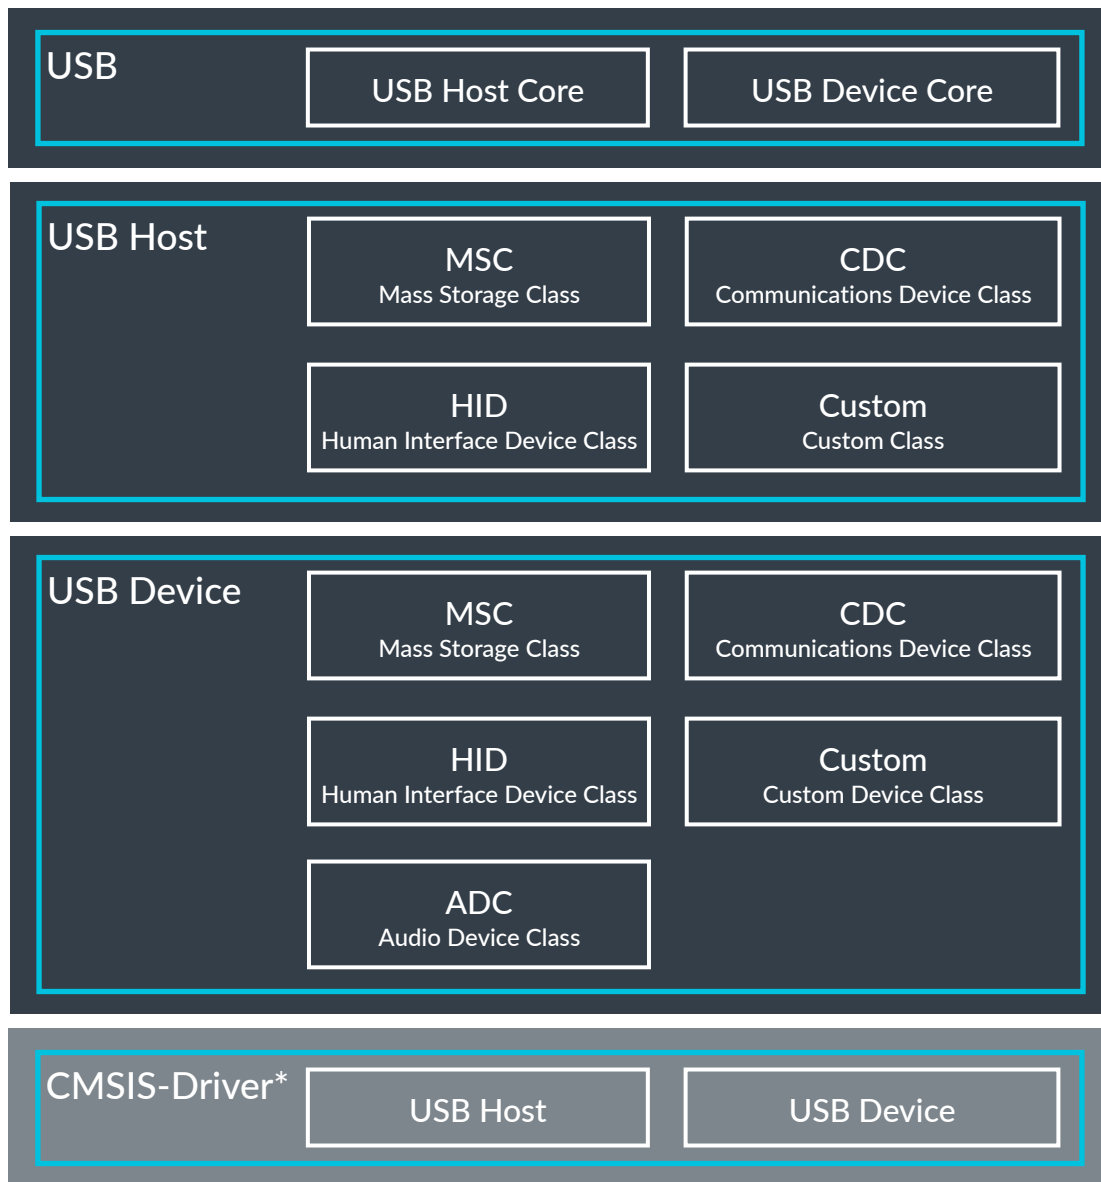 USB
USB Host Core
USB Device Core
USB Host
MSC
Mass Storage Class
CDC
Communications Device Class
HID
Human Interface Device Class
Custom
Custom Class
USB Device
MSC
Mass Storage Class
CDC
Communications Device Class
HID
Human Interface Device Class
Custom
Custom Device Class
ADC
Audio Device Class
CMSIS-Driver*
USB Host
USB Device